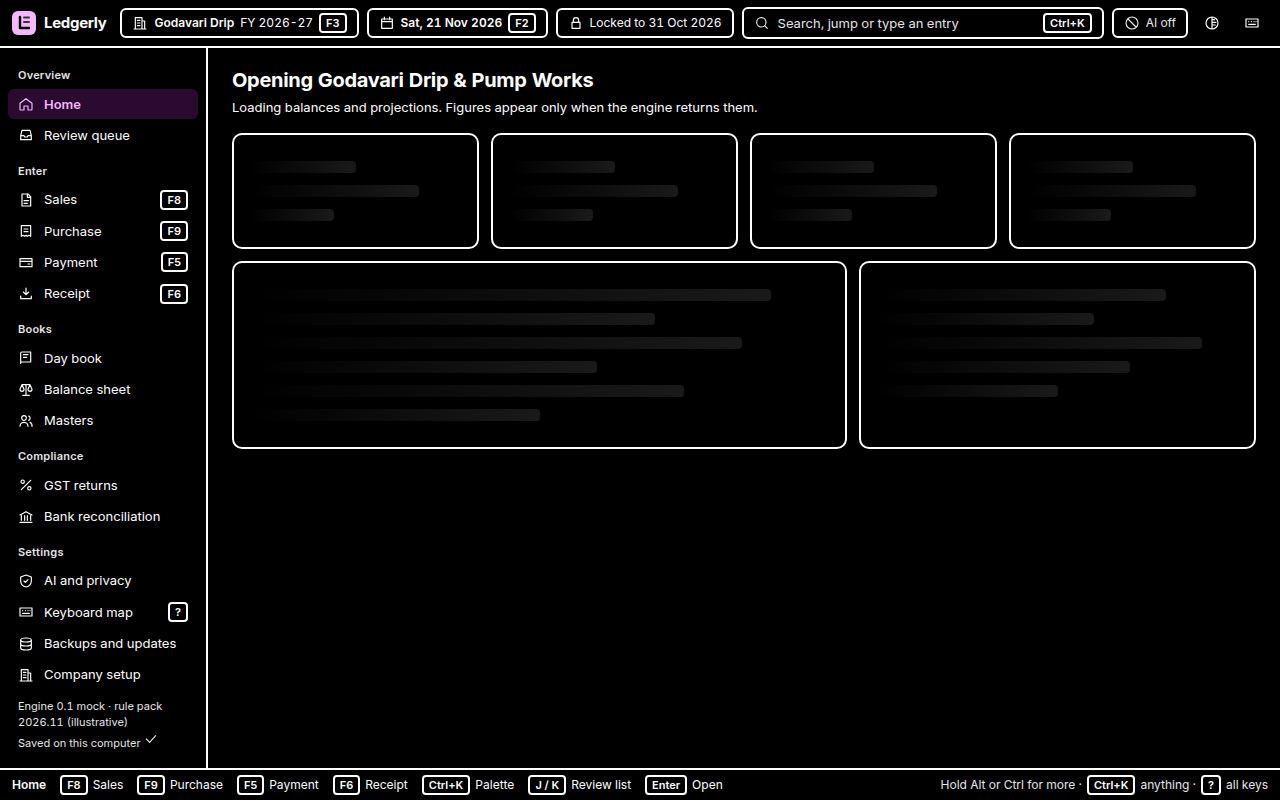 Ledgerly
Godavari Drip FY 2026-27 F3
Sat, 21 Nov 2026 F2
Locked to 31 Oct 2026
Search, jump or type an entry Ctrl+K
AI off
Overview
Home
Review queue
Enter
Sales F8
Purchase F9
Payment F5
Receipt F6
Books
Day book
Balance sheet
Masters
Compliance
GST returns
Bank reconciliation
Settings
AI and privacy
Keyboard map ?
Backups and updates
Company setup
Engine 0.1 mock · rule pack
2026.11 (illustrative)
Saved on this computer
Opening Godavari Drip & Pump Works
Loading balances and projections. Figures appear only when the engine returns them.
Home F8 Sales F9 Purchase F5 Payment F6 Receipt Ctrl+K Palette J / K Review list Enter Open
Hold Alt or Ctrl for more · Ctrl+K anything · ? all keys